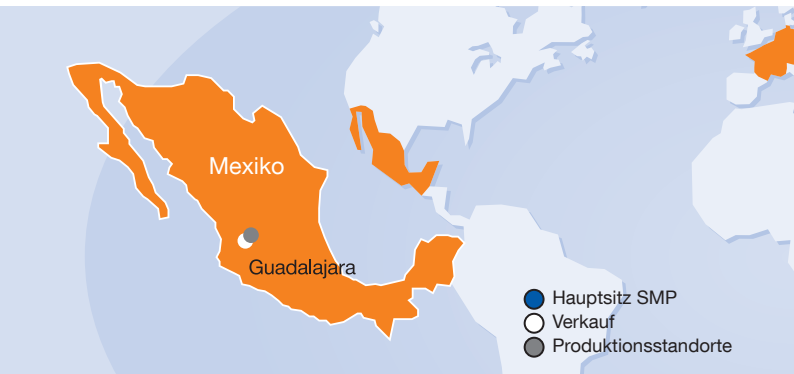 Mexiko
Guadalajara
Hauptsitz SMP
Verkauf
Produktionsstandorte